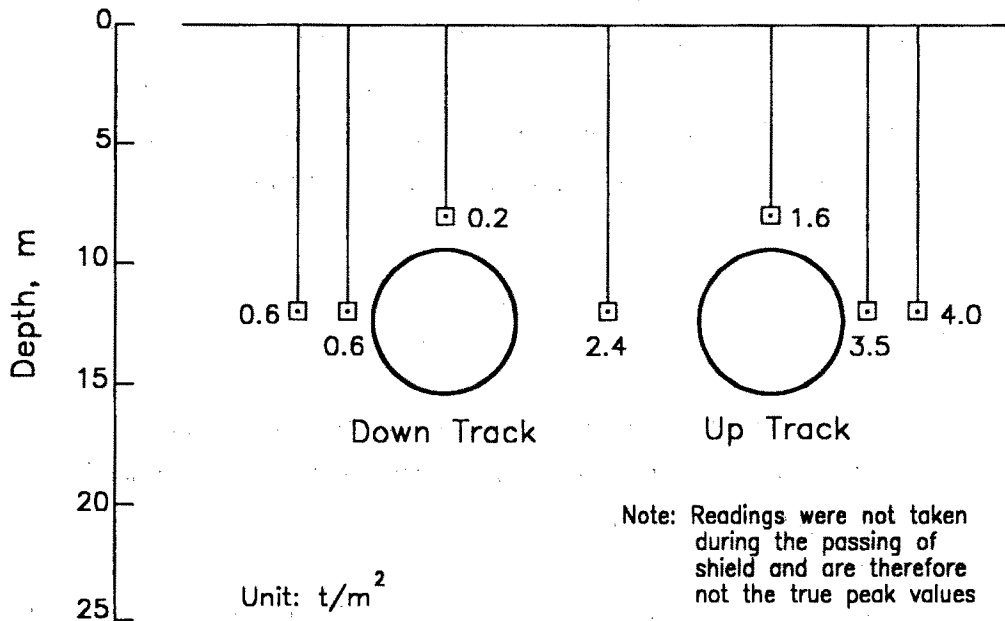 0
5
10
15
20
25
Depth, m
0.2
1.6
0.6
0.6
2.4
3.5
4.0
Down Track
Up Track
Note: Readings were not taken
during the passing of
shield and are therefore
not the true peak values
Unit: t/m²